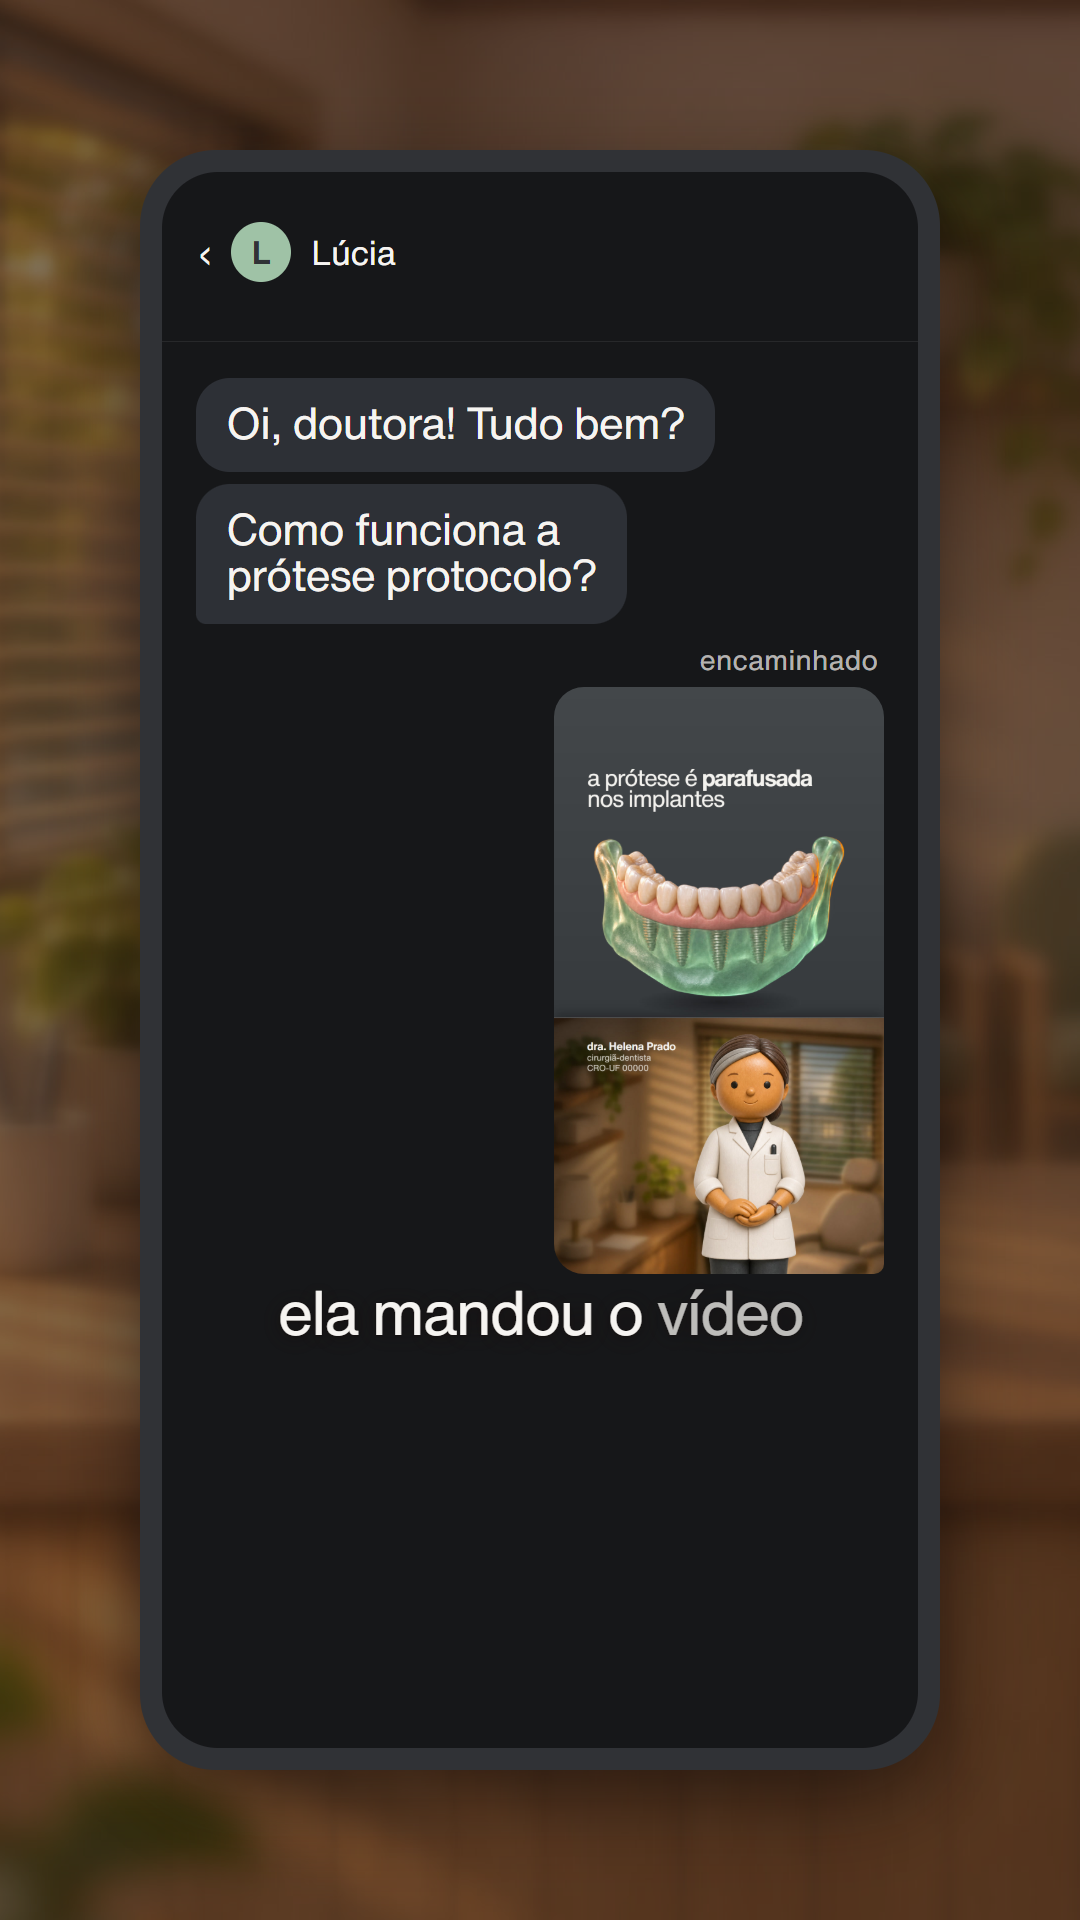 ‹ L Lúcia
Oi, doutora! Tudo bem?
Como funciona a
prótese protocolo?
encaminhado
a prótese é parafusada
nos implantes
dra. Helena Prado
cirurgiã-dentista
CRO-UF 00000
ela mandou o vídeo